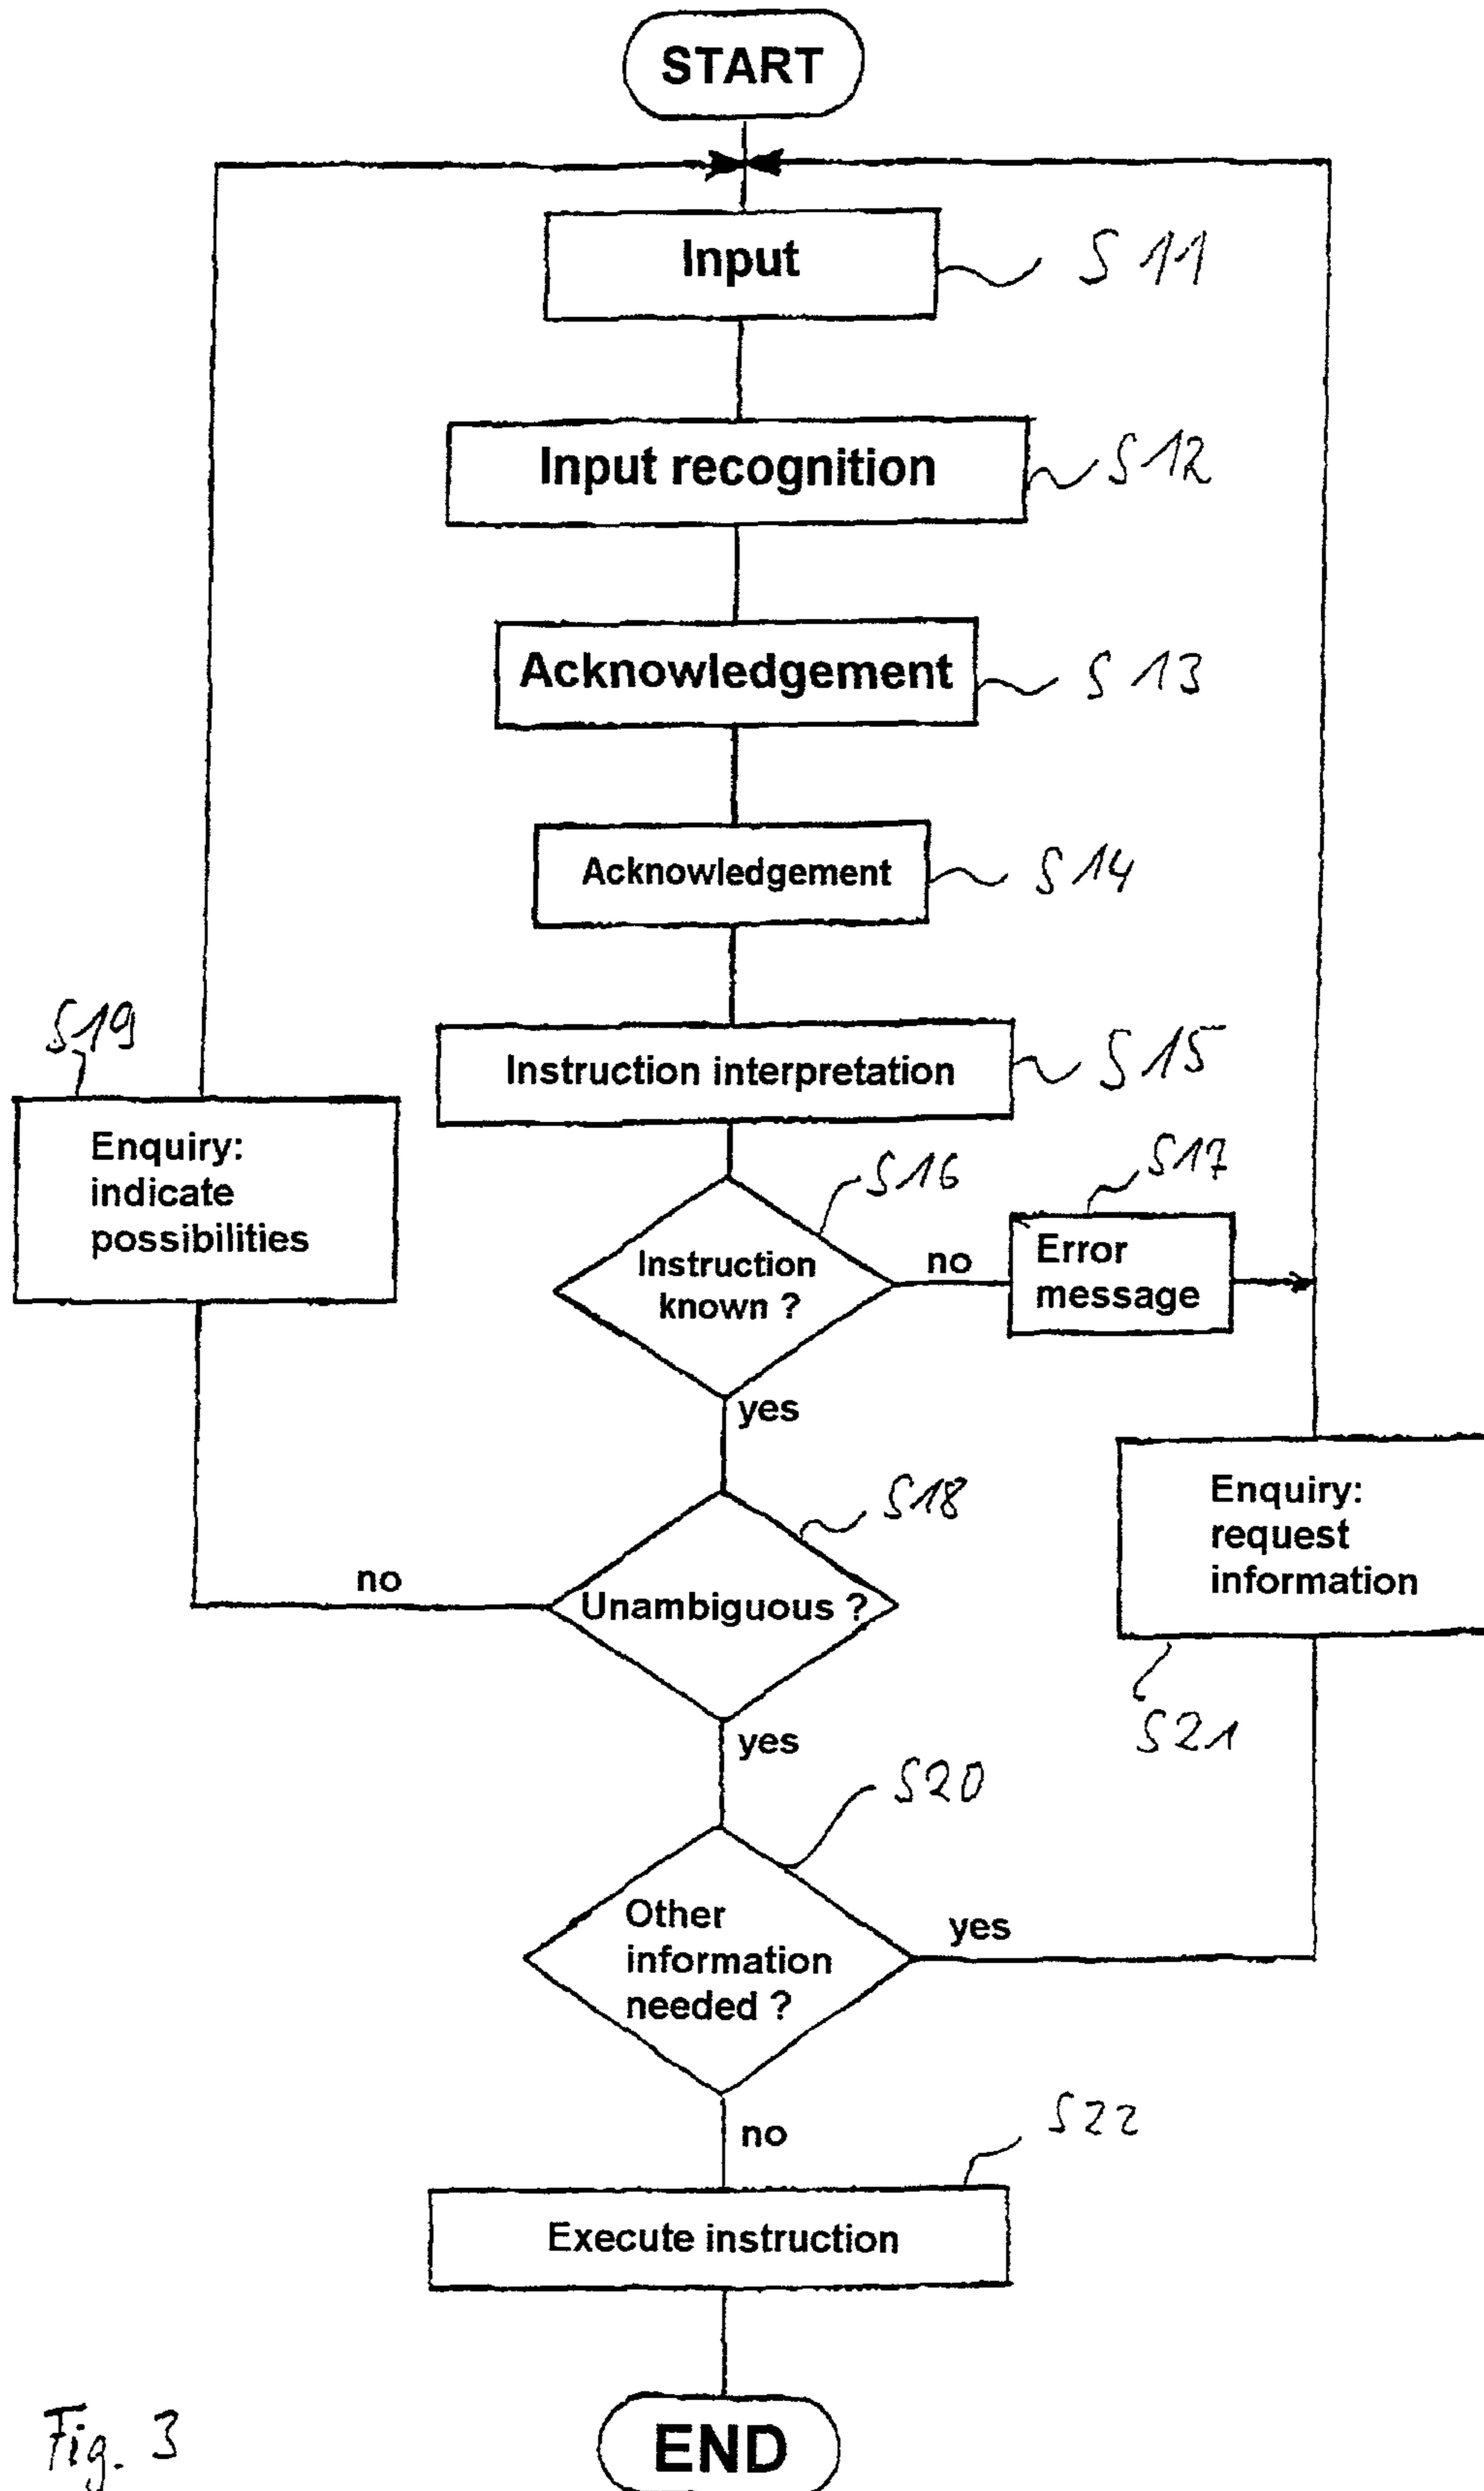 START
Input
S11
Input recognition
S12
Acknowledgement
S13
Acknowledgement
S14
S19
Instruction interpretation
S15
Enquiry:
indicate
possibilities
S16
S17
Instruction
known ?
no
Error
message
yes
S18
Enquiry:
request
information
no
Unambiguous ?
S21
yes
S20
Other
information
needed ?
yes
no
S22
Execute instruction
Fig. 3
END